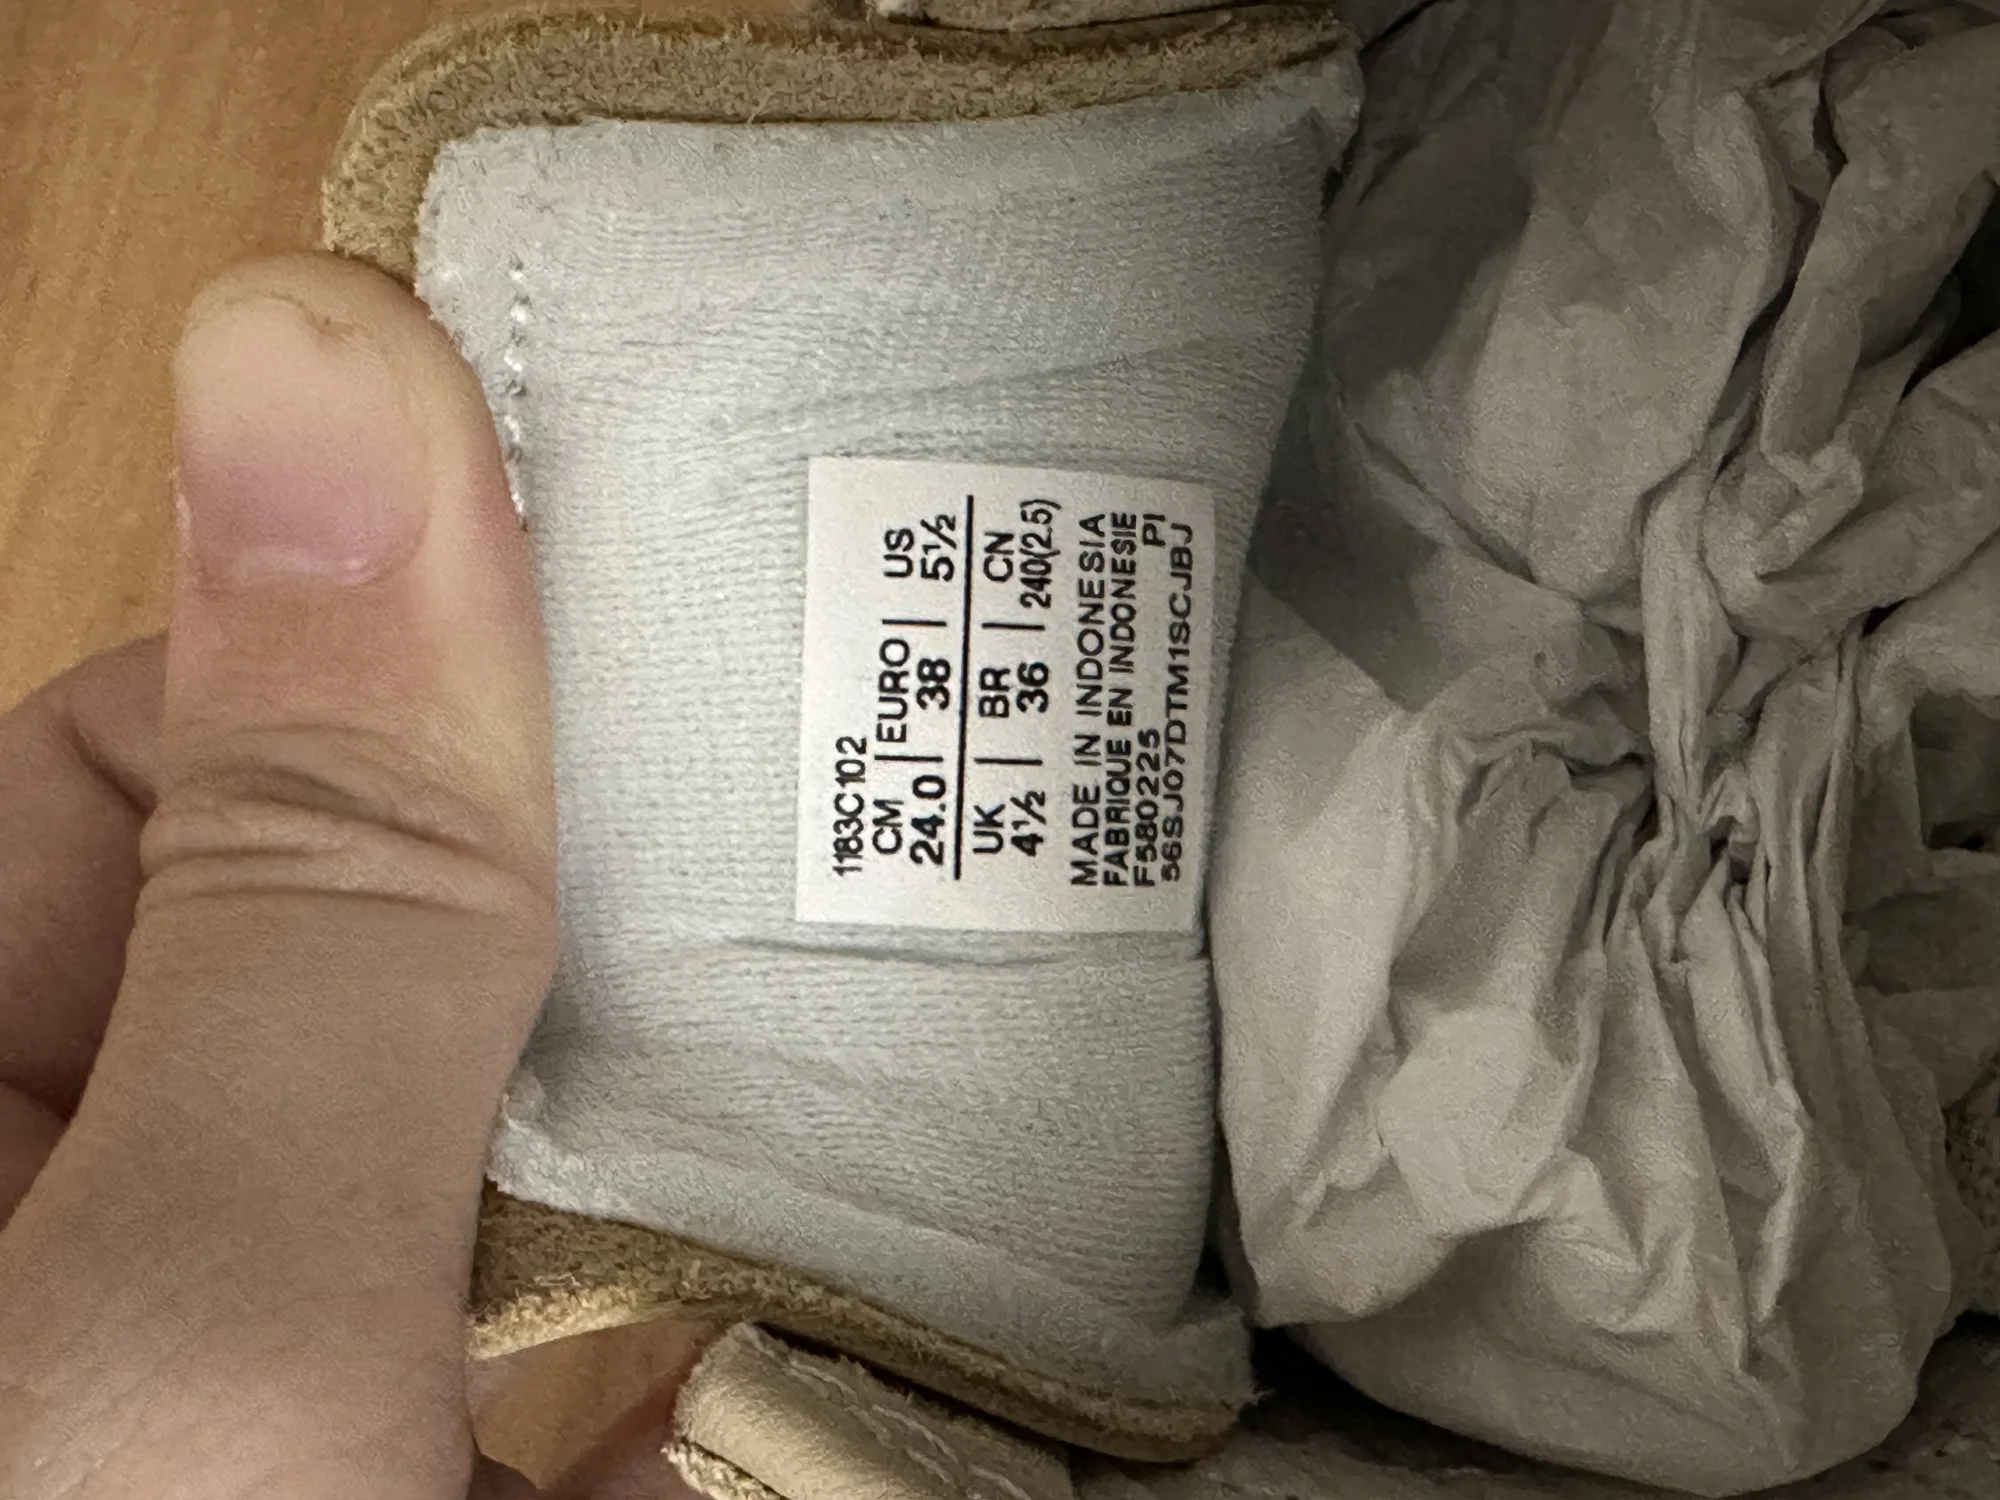 1183C102
CM | EURO | US
24.0 | 38 | 5½
UK | BR | CN
4½ | 36 | 240(2.5)
MADE IN INDONESIA
FABRIQUE EN INDONESIE
F580225 PI
56SJO7DTM1SCJBJ